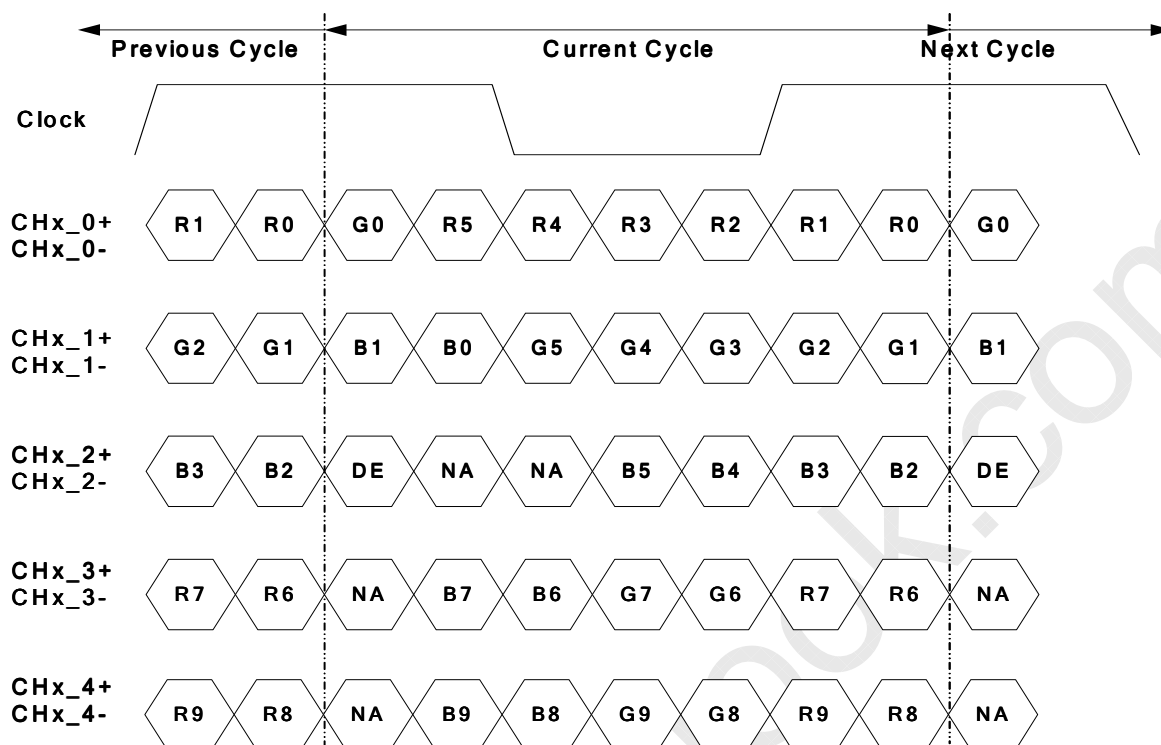 Previous Cycle Current Cycle Next Cycle
Clock
CHx_0+
CHx_0-
R1 R0 G0 R5 R4 R3 R2 R1 R0 G0
CHx_1+
CHx_1-
G2 G1 B1 B0 G5 G4 G3 G2 G1 B1
CHx_2+
CHx_2-
B3 B2 DE NA NA B5 B4 B3 B2 DE
CHx_3+
CHx_3-
R7 R6 NA B7 B6 G7 G6 R7 R6 NA
CHx_4+
CHx_4-
R9 R8 NA B9 B8 G9 G8 R9 R8 NA